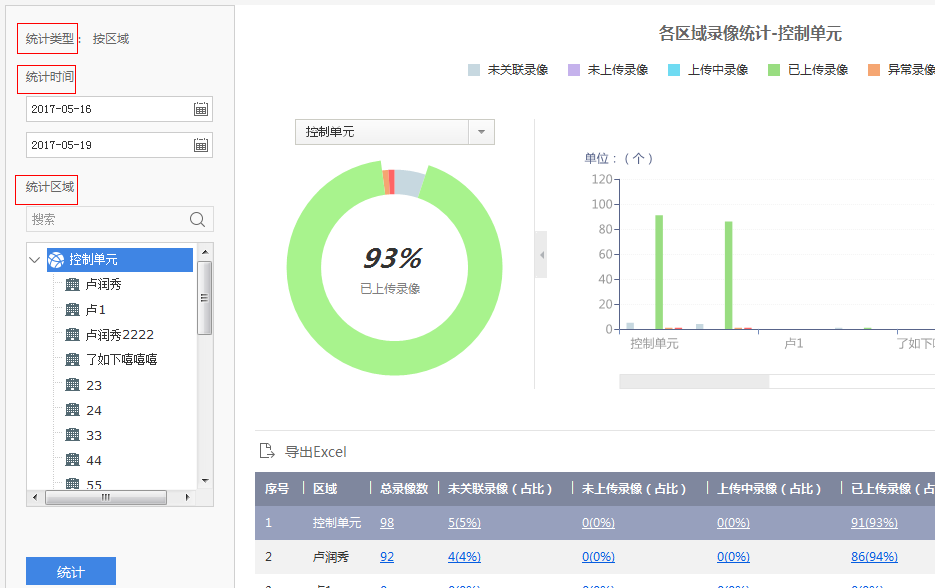 统计类型： 按区域
统计时间
2017-05-16
2017-05-19
统计区域
搜索
控制单元
卢润秀
卢1
卢润秀2222
了如下嘻嘻嘻
23
24
33
44
55
统计
各区域录像统计-控制单元
未关联录像 未上传录像 上传中录像 已上传录像 异常录像
控制单元
93%
已上传录像
单位：（个）
120
100
80
60
40
20
0
控制单元 卢1 了如下
导出Excel
序号 区域 总录像数 未关联录像（占比） 未上传录像（占比） 上传中录像（占比） 已上传录像（占
1 控制单元 98 5(5%) 0(0%) 0(0%) 91(93%)
2 卢润秀 92 4(4%) 0(0%) 0(0%) 86(94%)